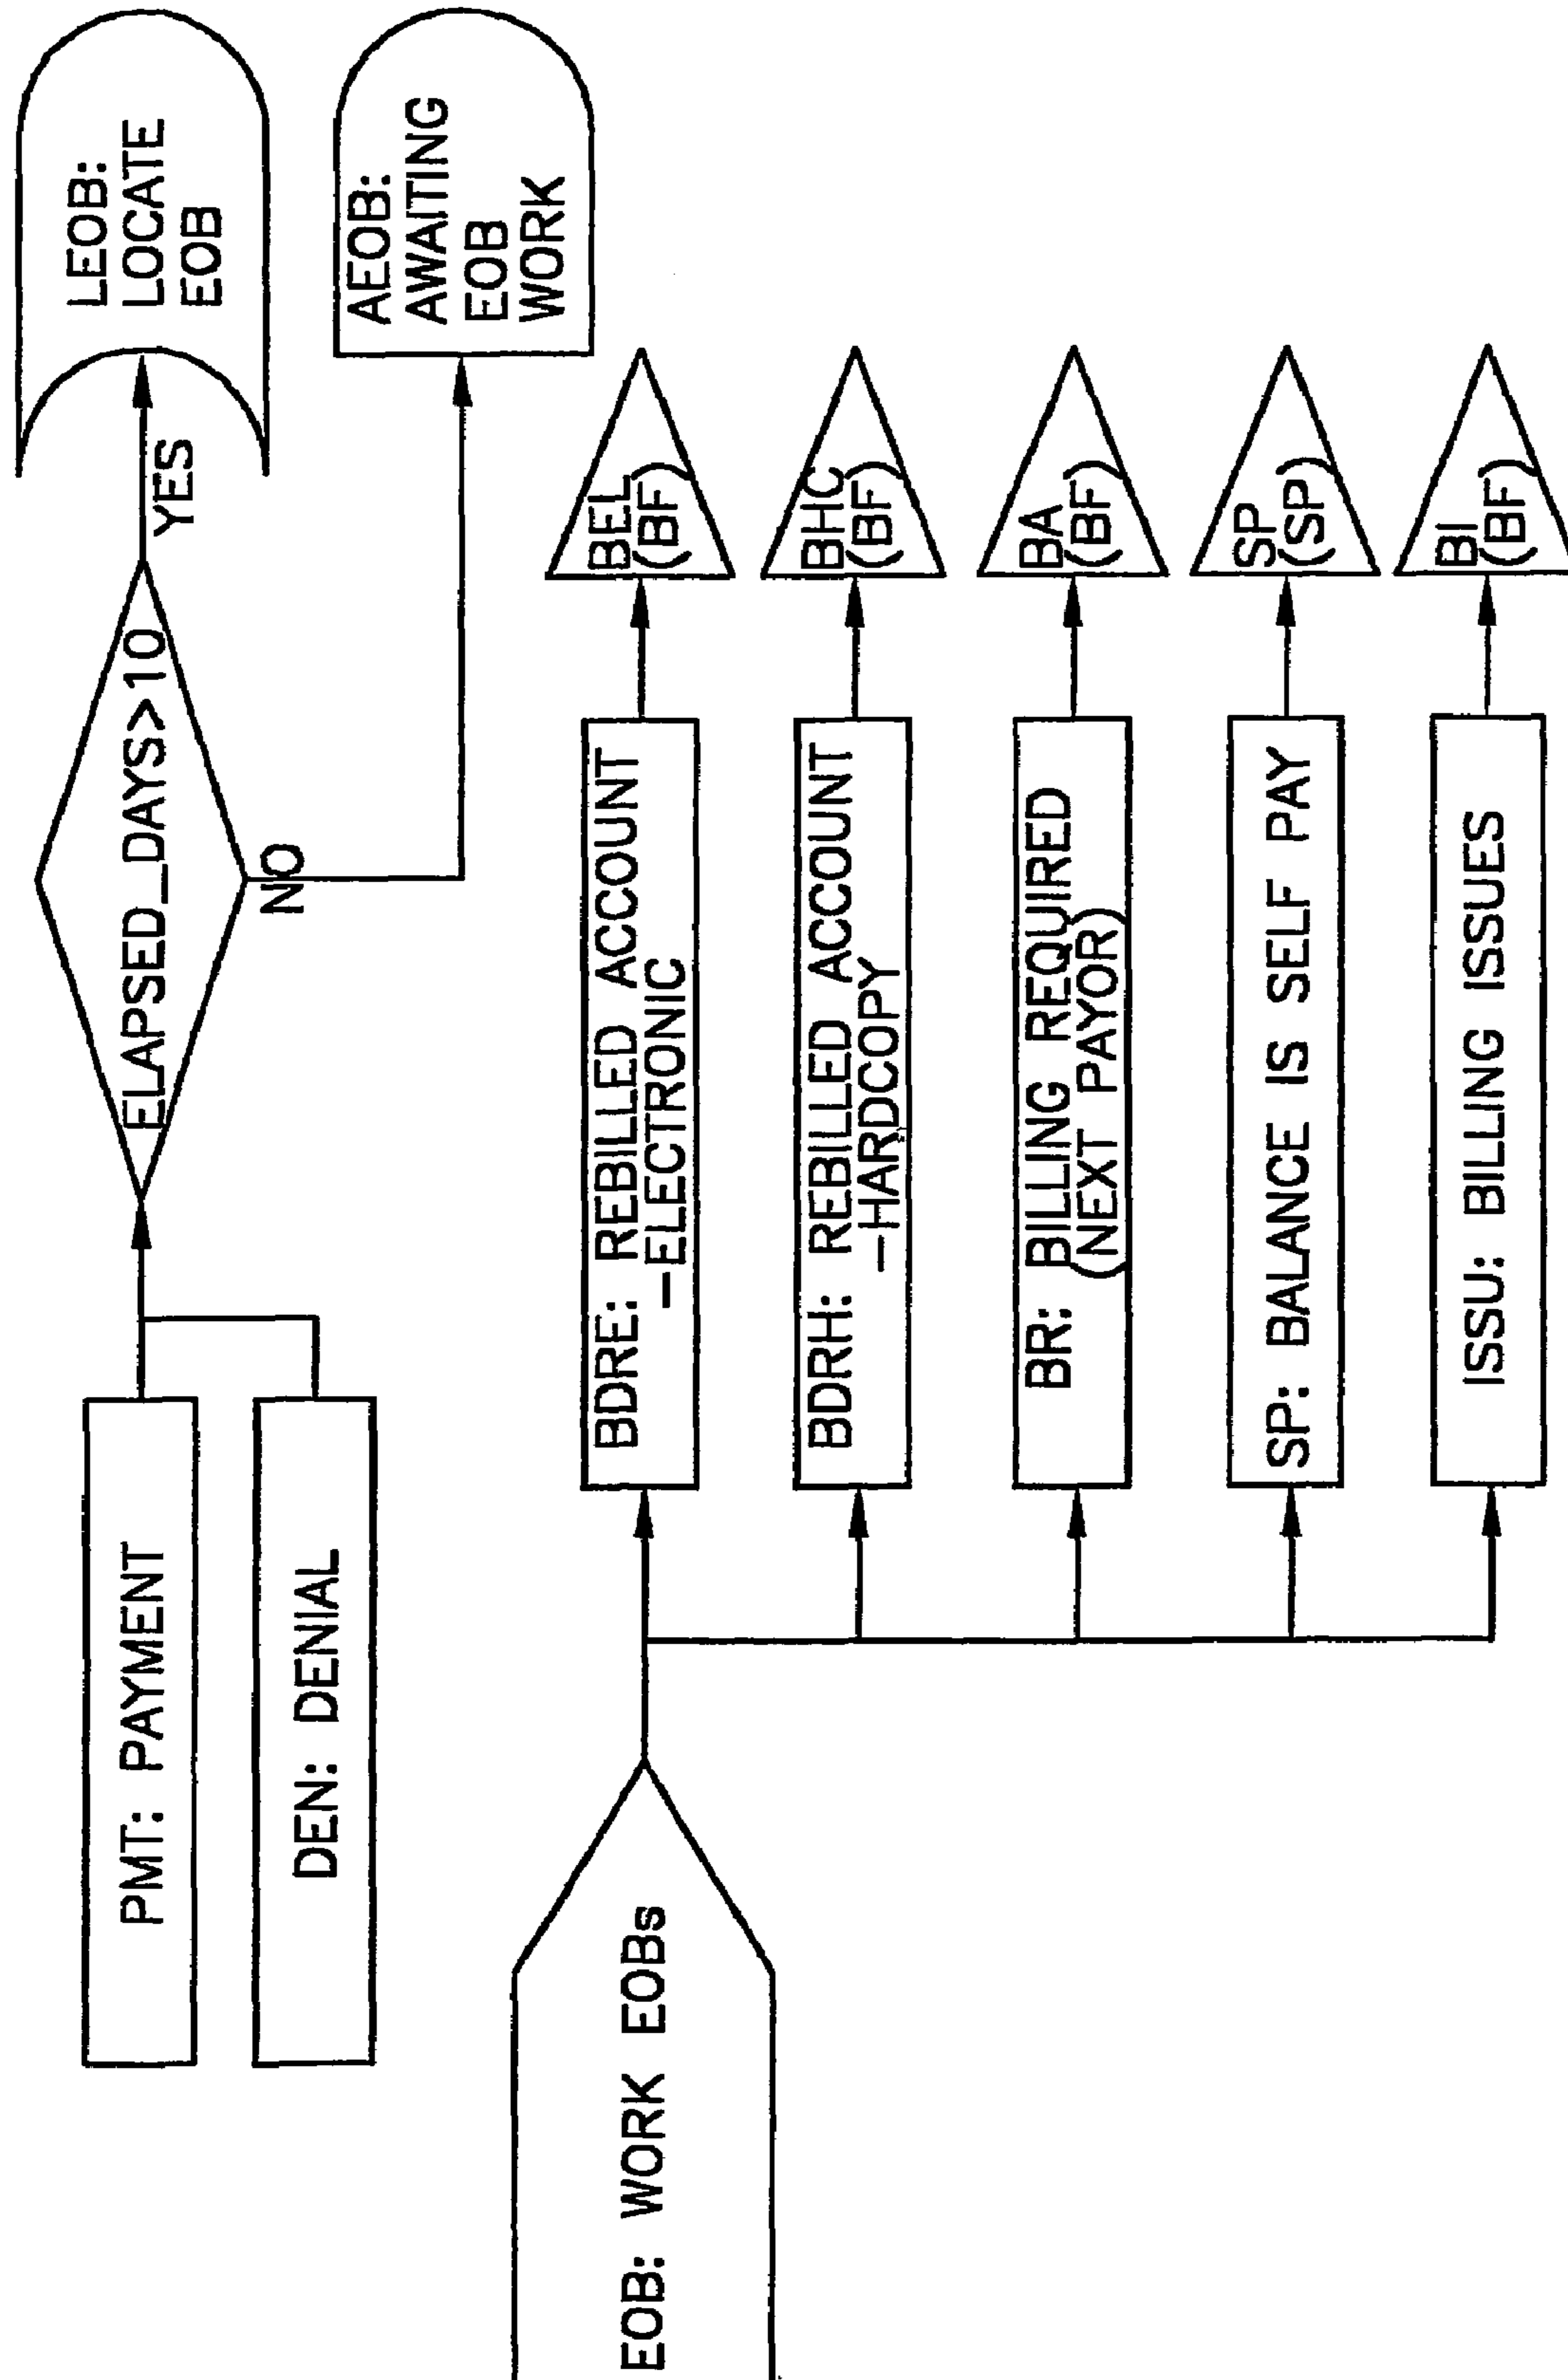 PMT: PAYMENT
DEN: DENIAL
ELAPSED_DAYS>10
YES
NO
LEOB:
LOCATE
EOB
AEOB:
AWAITING
EOB
WORK
EOB: WORK EOBs
BDRE: REBILLED ACCOUNT
-ELECTRONIC
BEL
(BF)
BDRH: REBILLED ACCOUNT
-HARDCOPY
BHC
(BF)
BR: BILLING REQUIRED
(NEXT PAYOR)
BA
(BF)
SP: BALANCE IS SELF PAY
SP
(SP)
ISSU: BILLING ISSUES
BI
(BF)